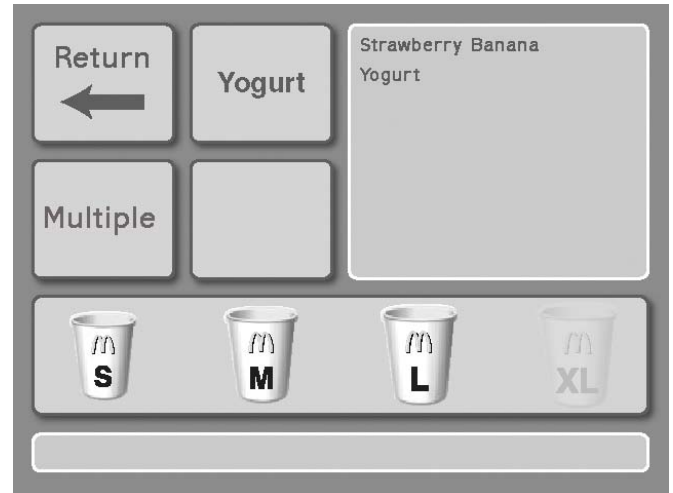 Return
Yogurt
Strawberry Banana
Yogurt
Multiple
S
M
L
XL